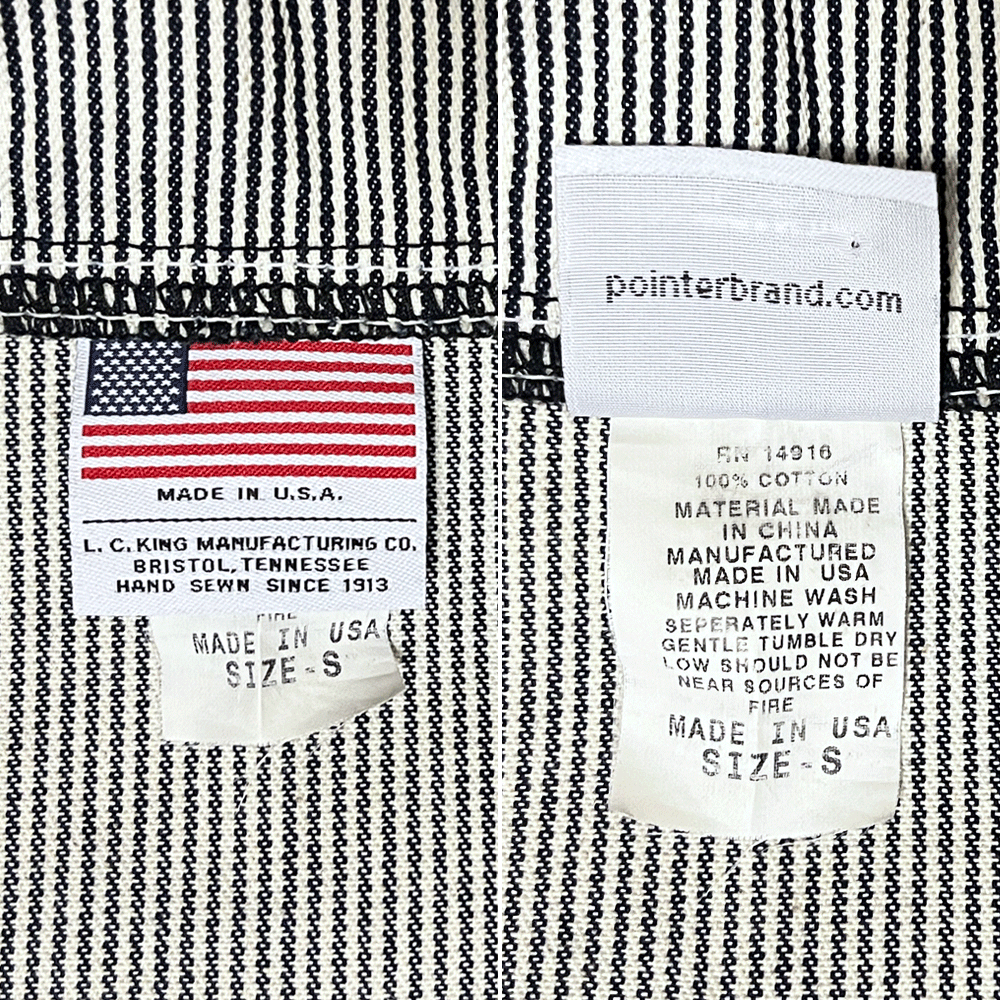 MADE IN U.S.A.
L.C. KING MANUFACTURING CO.
BRISTOL, TENNESSEE
HAND SEWN SINCE 1913
FIRE
MADE IN USA
SIZE-S
pointerbrand.com
RN 14916
100% COTTON
MATERIAL MADE
IN CHINA
MANUFACTURED
MADE IN USA
MACHINE WASH
SEPERATELY WARM
GENTLE TUMBLE DRY
LOW SHOULD NOT BE
NEAR SOURCES OF
FIRE
MADE IN USA
SIZE-S